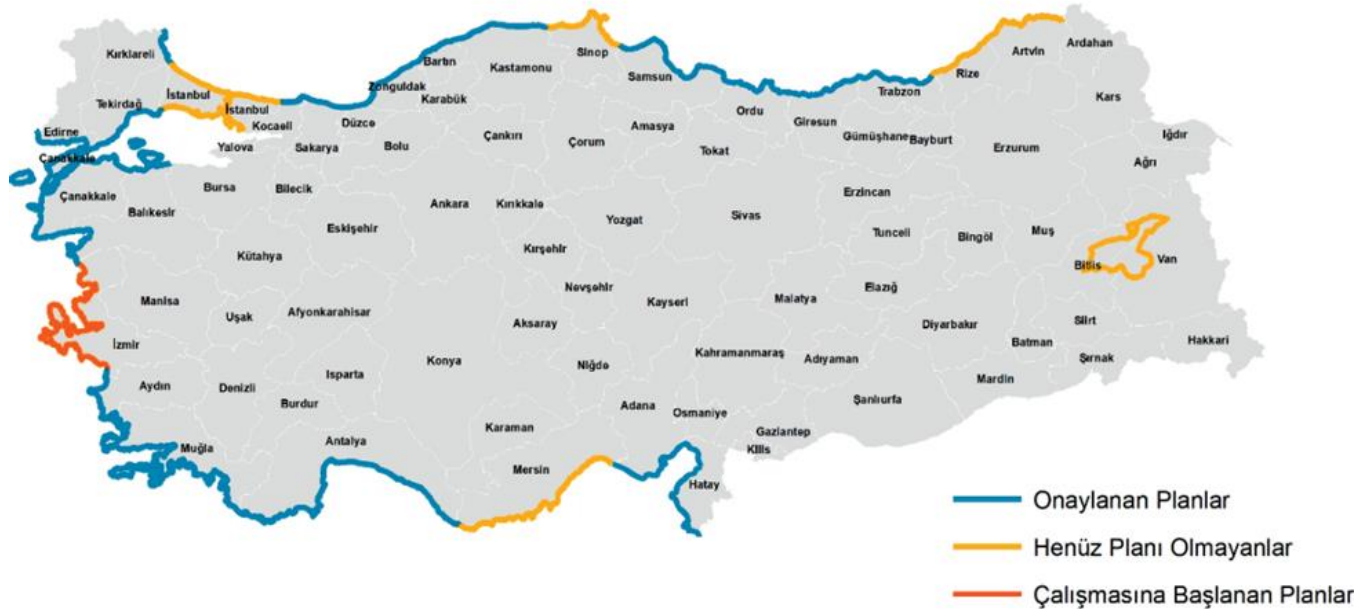 Kırklareli
Edirne
Tekirdağ
İstanbul
İstanbul
Kocaeli
Yalova
Çanakkale
Çanakkale
Balıkesir
Bursa
Bilecik
Sakarya
Düzce
Bolu
Zonguldak
Bartın
Karabük
Kastamonu
Sinop
Samsun
Çankırı
Çorum
Amasya
Tokat
Ordu
Giresun
Trabzon
Gümüşhane
Bayburt
Rize
Artvin
Ardahan
Kars
Iğdır
Ağrı
Erzurum
Erzincan
Eskişehir
Ankara
Kırıkkale
Yozgat
Sivas
Tunceli
Bingöl
Muş
Bitlis
Van
Kütahya
Kırşehir
Nevşehir
Kayseri
Malatya
Elazığ
Diyarbakır
Batman
Siirt
Şırnak
Hakkari
Manisa
Uşak
Afyonkarahisar
Aksaray
İzmir
Aydın
Denizli
Isparta
Burdur
Konya
Niğde
Kahramanmaraş
Adıyaman
Mardin
Şanlıurfa
Muğla
Antalya
Karaman
Mersin
Adana
Osmaniye
Gaziantep
Kilis
Hatay
Onaylanan Planlar
Henüz Planı Olmayanlar
Çalışmasına Başlanan Planlar